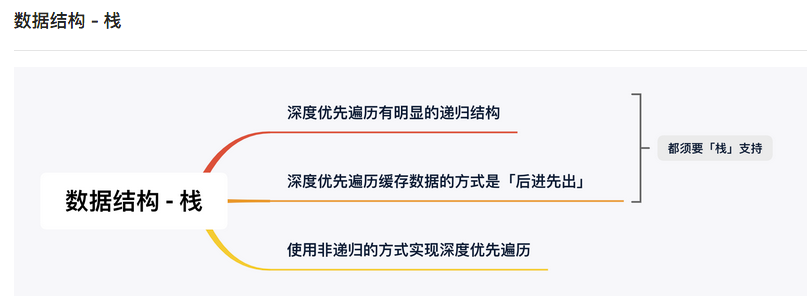 数据结构 - 栈
深度优先遍历有明显的递归结构
都须要「栈」支持
深度优先遍历缓存数据的方式是「后进先出」
数据结构 - 栈
使用非递归的方式实现深度优先遍历